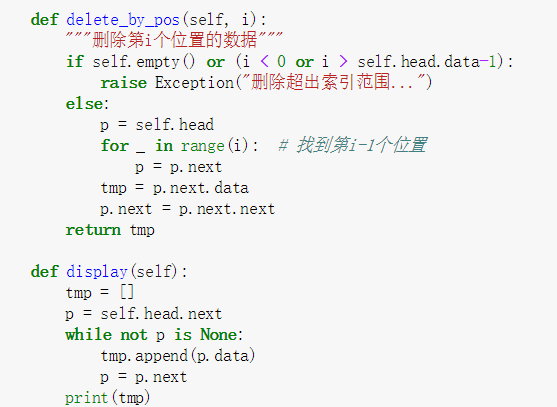 def delete_by_pos(self, i):
    """删除第i个位置的数据"""
    if self.empty() or (i < 0 or i > self.head.data-1):
        raise Exception("删除超出索引范围...")
    else:
        p = self.head
        for _ in range(i):  # 找到第i-1个位置
            p = p.next
        tmp = p.next.data
        p.next = p.next.next
    return tmp
def display(self):
    tmp = []
    p = self.head.next
    while not p is None:
        tmp.append(p.data)
        p = p.next
    print(tmp)